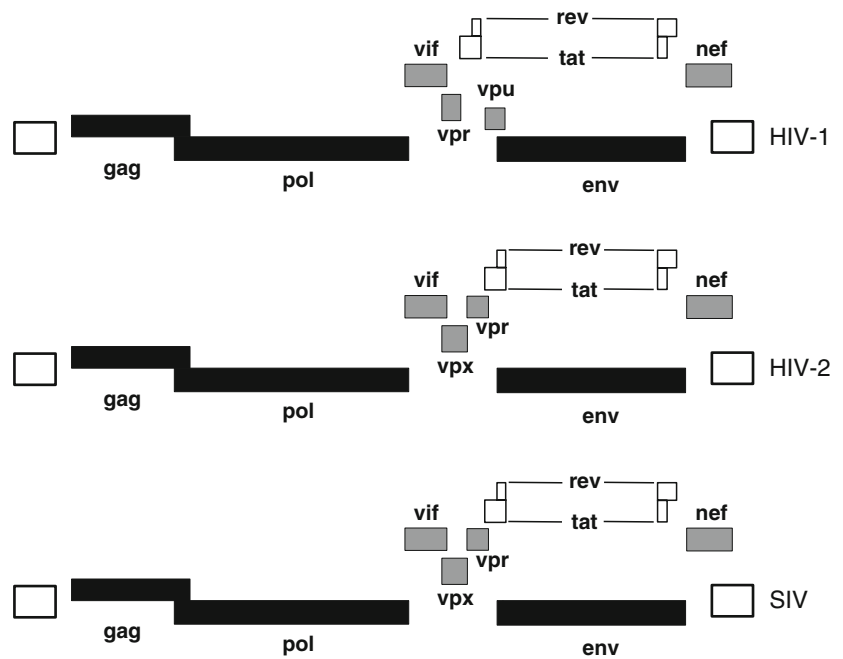 rev
vif
tat
nef
vpu
vpr
HIV-1
gag
pol
env
rev
vif
tat
nef
vpr
vpx
HIV-2
gag
pol
env
rev
vif
tat
nef
vpr
vpx
SIV
gag
pol
env